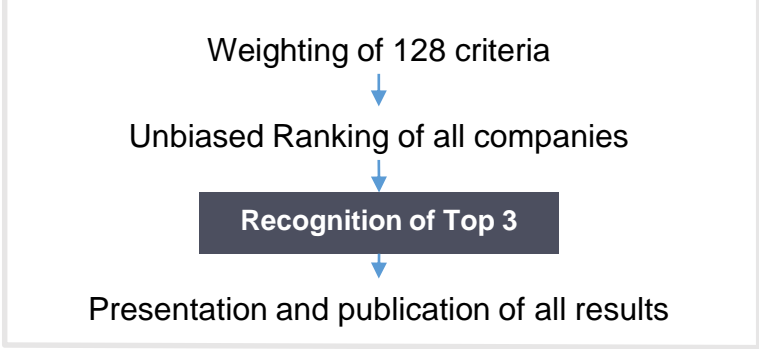 Weighting of 128 criteria
Unbiased Ranking of all companies
Recognition of Top 3
Presentation and publication of all results